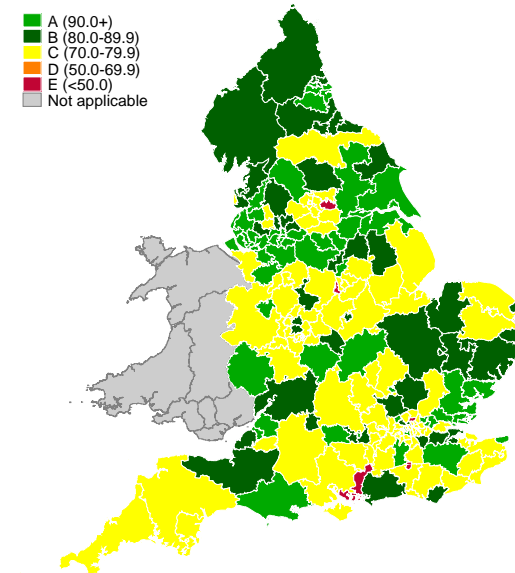 A (90.0+)
B (80.0-89.9)
C (70.0-79.9)
D (50.0-69.9)
E (<50.0)
Not applicable